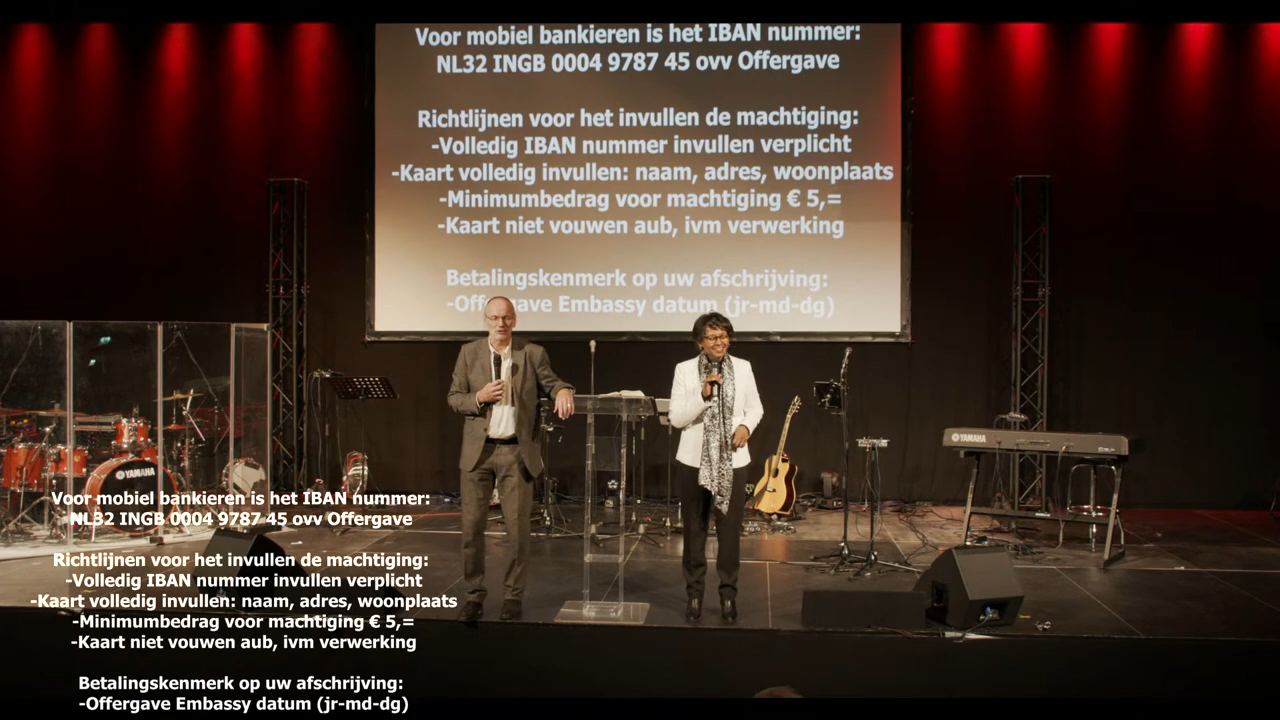 Voor mobiel bankieren is het IBAN nummer:
NL32 INGB 0004 9787 45 ovv Offergave
Richtlijnen voor het invullen de machtiging:
-Volledig IBAN nummer invullen verplicht
-Kaart volledig invullen: naam, adres, woonplaats
-Minimumbedrag voor machtiging € 5,=
-Kaart niet vouwen aub, ivm verwerking
Betalingskenmerk op uw afschrijving:
-Offergave Embassy datum (jr-md-dg)
YAMAHA
YAMAHA
Voor mobiel bankieren is het IBAN nummer:
NL32 INGB 0004 9787 45 ovv Offergave
Richtlijnen voor het invullen de machtiging:
-Volledig IBAN nummer invullen verplicht
-Kaart volledig invullen: naam, adres, woonplaats
-Minimumbedrag voor machtiging € 5,=
-Kaart niet vouwen aub, ivm verwerking
Betalingskenmerk op uw afschrijving:
-Offergave Embassy datum (jr-md-dg)